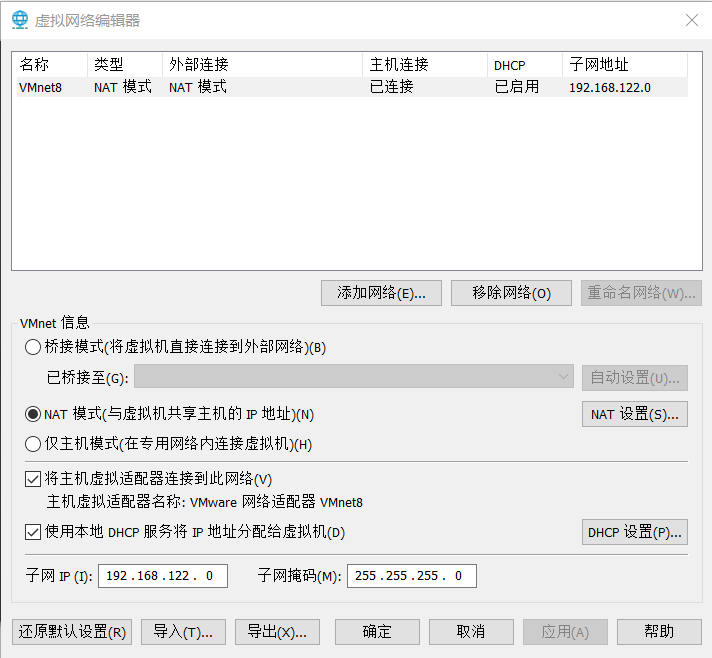 虚拟网络编辑器
名称 类型 外部连接 主机连接 DHCP 子网地址
VMnet8 NAT 模式 NAT 模式 已连接 已启用 192.168.122.0
添加网络(E)... 移除网络(O) 重命名网络(W)...
VMnet 信息
桥接模式(将虚拟机直接连接到外部网络)(B)
已桥接至(G): 自动设置(U)...
NAT 模式(与虚拟机共享主机的 IP 地址)(N) NAT 设置(S)...
仅主机模式(在专用网络内连接虚拟机)(H)
将主机虚拟适配器连接到此网络(V)
主机虚拟适配器名称: VMware 网络适配器 VMnet8
使用本地 DHCP 服务将 IP 地址分配给虚拟机(D) DHCP 设置(P)...
子网 IP (I): 192 .168 .122 . 0 子网掩码(M): 255 .255 .255 . 0
还原默认设置(R) 导入(T)... 导出(X)... 确定 取消 应用(A) 帮助